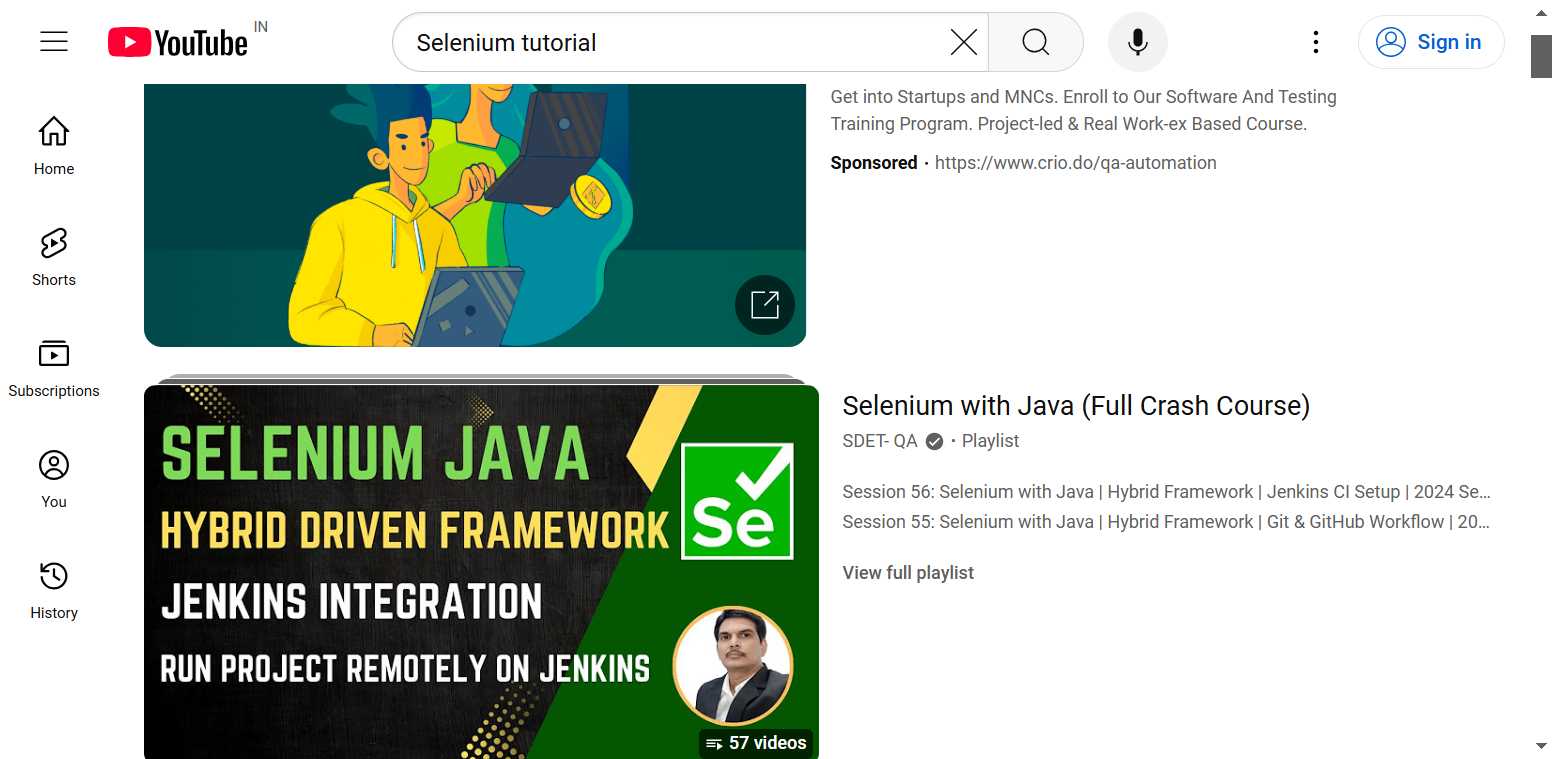 YouTube IN
Selenium tutorial
Sign in
Home
Shorts
Subscriptions
You
History
Get into Startups and MNCs. Enroll to Our Software And Testing
Training Program. Project-led & Real Work-ex Based Course.
Sponsored · https://www.crio.do/qa-automation
SELENIUM JAVA
HYBRID DRIVEN FRAMEWORK
JENKINS INTEGRATION
RUN PROJECT REMOTELY ON JENKINS
Se
57 videos
Selenium with Java (Full Crash Course)
SDET- QA · Playlist
Session 56: Selenium with Java | Hybrid Framework | Jenkins CI Setup | 2024 Se...
Session 55: Selenium with Java | Hybrid Framework | Git & GitHub Workflow | 20...
View full playlist